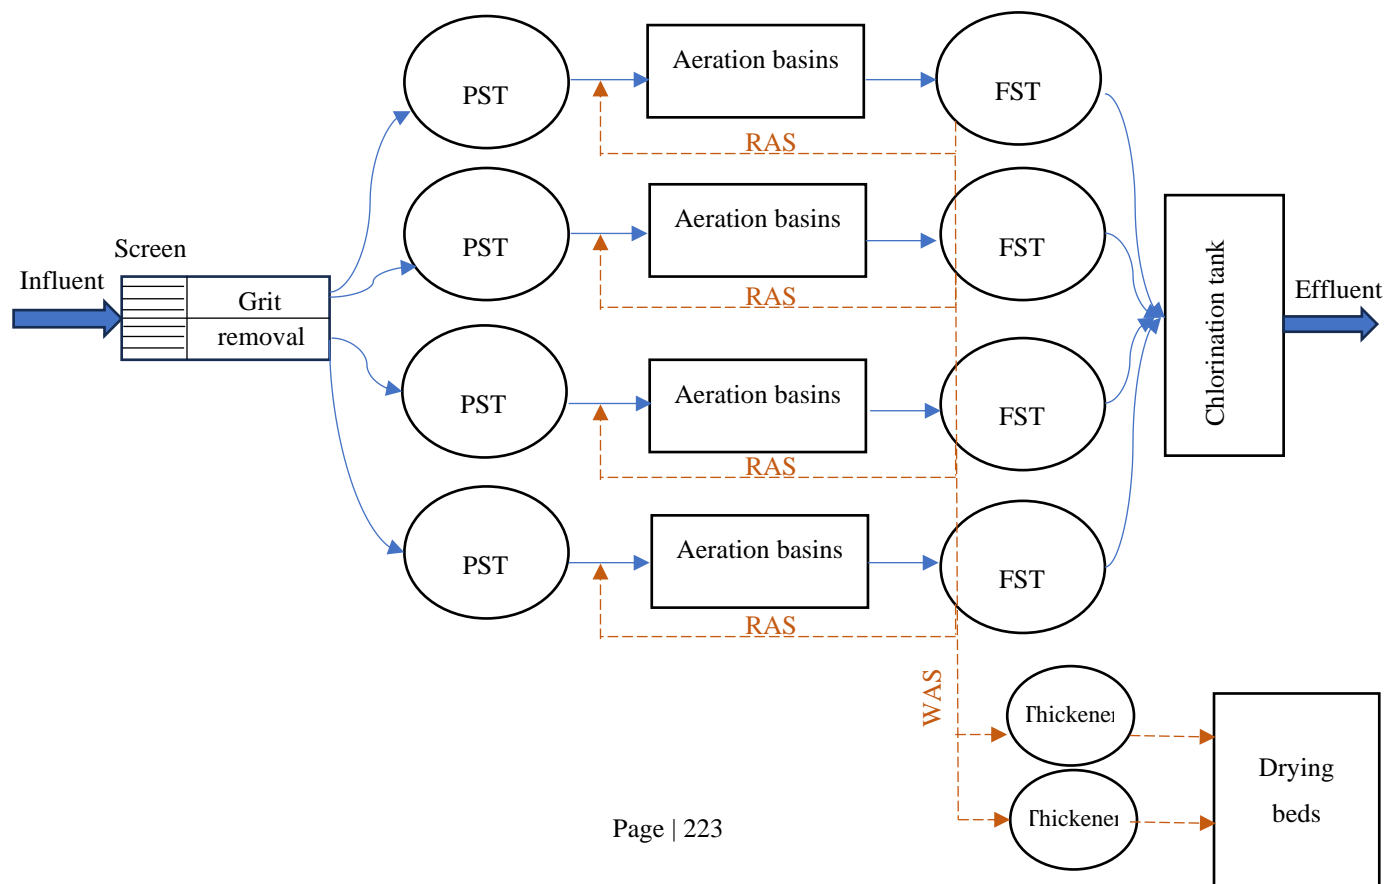 Influent
Screen
Grit
removal
PST
Aeration basins
FST
RAS
PST
Aeration basins
FST
RAS
PST
Aeration basins
FST
RAS
PST
Aeration basins
FST
RAS
Chlorination tank
Effluent
WAS
Thickener
Thickener
Drying
beds
Page | 223